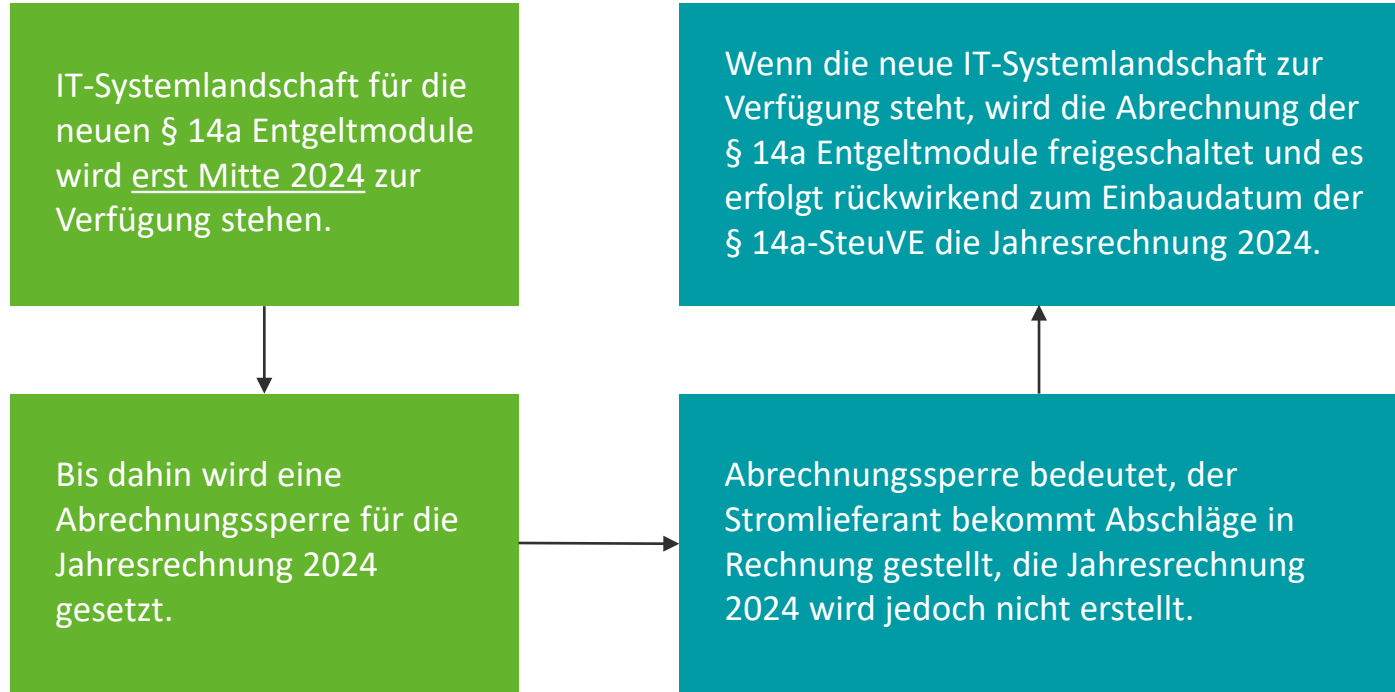 IT-Systemlandschaft für die
neuen § 14a Entgeltmodule
wird erst Mitte 2024 zur
Verfügung stehen.
Bis dahin wird eine
Abrechnungssperre für die
Jahresrechnung 2024
gesetzt.
Abrechnungssperre bedeutet, der
Stromlieferant bekommt Abschläge in
Rechnung gestellt, die Jahresrechnung
2024 wird jedoch nicht erstellt.
Wenn die neue IT-Systemlandschaft zur
Verfügung steht, wird die Abrechnung der
§ 14a Entgeltmodule freigeschaltet und es
erfolgt rückwirkend zum Einbaudatum der
§ 14a-SteuVE die Jahresrechnung 2024.